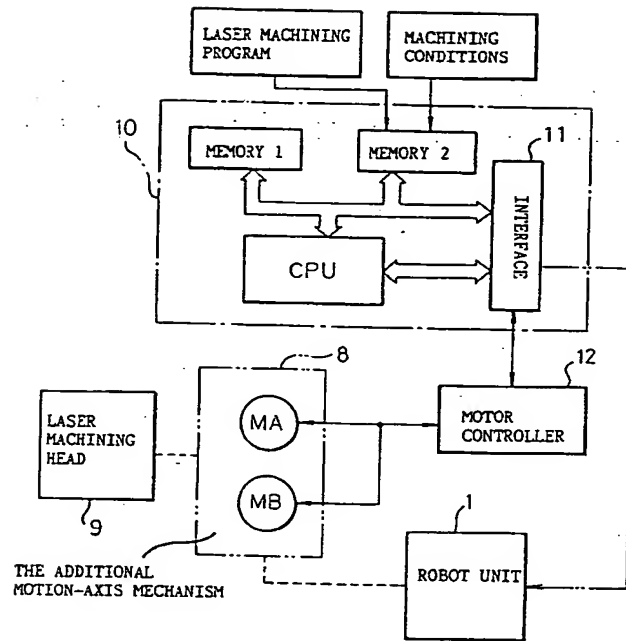 LASER MACHINING
PROGRAM
MACHINING
CONDITIONS
10
11
MEMORY 1
MEMORY 2
INTERFACE
CPU
8
12
LASER
MACHINING
HEAD
MA
MOTOR
CONTROLLER
MB
9
1
THE ADDITIONAL
MOTION-AXIS MECHANISM
ROBOT UNIT